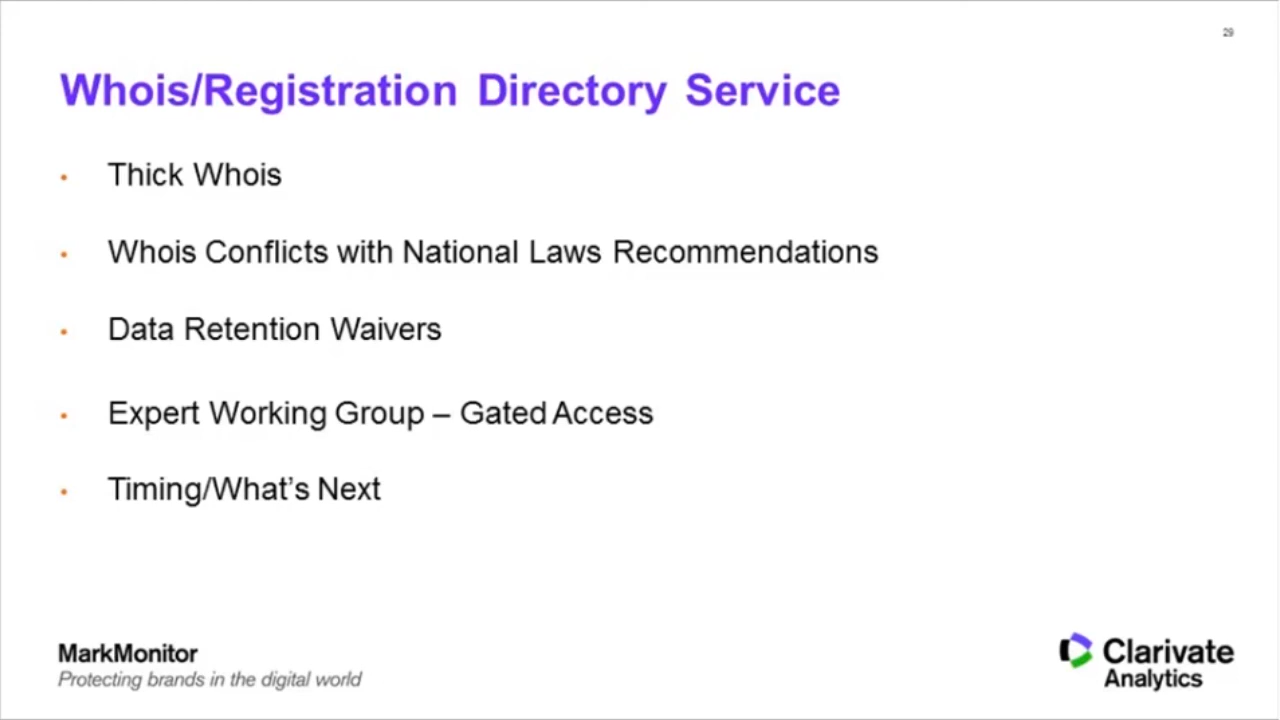 29
Whois/Registration Directory Service
• Thick Whois
• Whois Conflicts with National Laws Recommendations
• Data Retention Waivers
• Expert Working Group – Gated Access
• Timing/What’s Next
MarkMonitor
Protecting brands in the digital world
Clarivate
Analytics